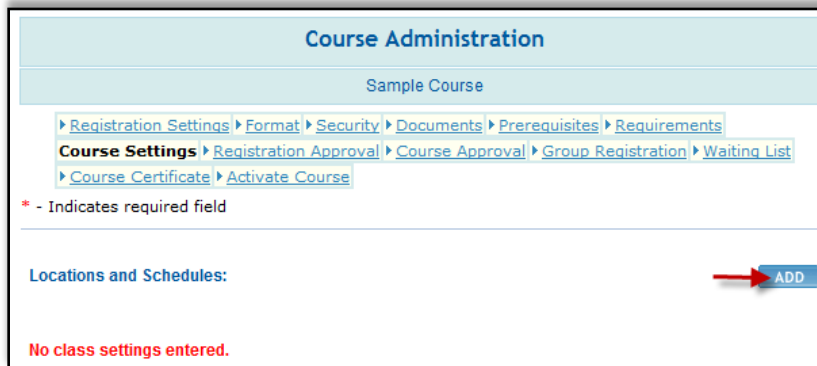 Course Administration
Sample Course
Registration Settings Format Security Documents Prerequisites Requirements
Course Settings Registration Approval Course Approval Group Registration Waiting List
Course Certificate Activate Course
* - Indicates required field
Locations and Schedules: ADD
No class settings entered.